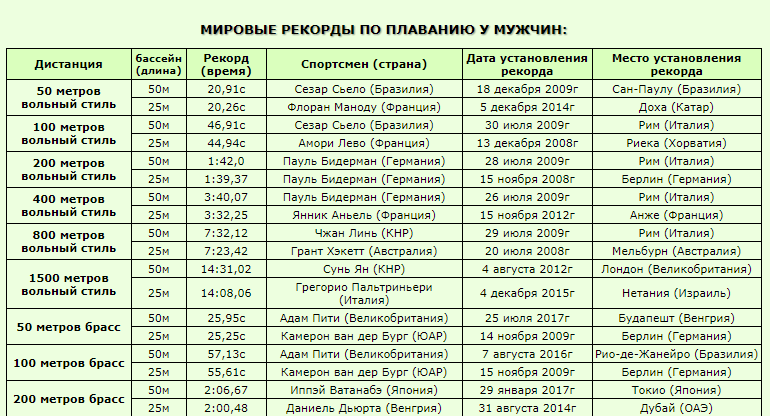 МИРОВЫЕ РЕКОРДЫ ПО ПЛАВАНИЮ У МУЖЧИН:
Дистанция бассейн (длина) Рекорд (время) Спортсмен (страна) Дата установления рекорда Место установления рекорда
50 метров вольный стиль 50м 20,91с Сезар Сьело (Бразилия) 18 декабря 2009г Сан-Паулу (Бразилия)
25м 20,26с Флоран Маноду (Франция) 5 декабря 2014г Доха (Катар)
100 метров вольный стиль 50м 46,91с Сезар Сьело (Бразилия) 30 июля 2009г Рим (Италия)
25м 44,94с Амори Лево (Франция) 13 декабря 2008г Риека (Хорватия)
200 метров вольный стиль 50м 1:42,0 Пауль Бидерман (Германия) 28 июля 2009г Рим (Италия)
25м 1:39,37 Пауль Бидерман (Германия) 15 ноября 2008г Берлин (Германия)
400 метров вольный стиль 50м 3:40,07 Пауль Бидерман (Германия) 26 июля 2009г Рим (Италия)
25м 3:32,25 Янник Аньель (Франция) 15 ноября 2012г Анже (Франция)
800 метров вольный стиль 50м 7:32,12 Чжан Линь (КНР) 29 июля 2009г Рим (Италия)
25м 7:23,42 Грант Хэкетт (Австралия) 20 июля 2008г Мельбурн (Австралия)
1500 метров вольный стиль 50м 14:31,02 Сунь Ян (КНР) 4 августа 2012г Лондон (Великобритания)
25м 14:08,06 Грегорио Пальтриньери (Италия) 4 декабря 2015г Нетания (Израиль)
50 метров брасс 50м 25,95с Адам Пити (Великобритания) 25 июля 2017г Будапешт (Венгрия)
25м 25,25с Камерон ван дер Бург (ЮАР) 14 ноября 2009г Берлин (Германия)
100 метров брасс 50м 57,13с Адам Пити (Великобритания) 7 августа 2016г Рио-де-Жанейро (Бразилия)
25м 55,61с Камерон ван дер Бург (ЮАР) 15 ноября 2009г Берлин (Германия)
200 метров брасс 50м 2:06,67 Иппэй Ватанабэ (Япония) 29 января 2017г Токио (Япония)
25м 2:00,48 Даниель Дьюрта (Венгрия) 31 августа 2014г Дубай (ОАЭ)